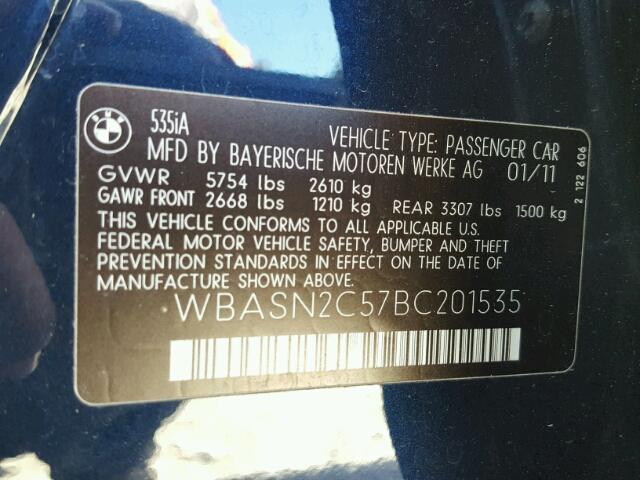 BMW
535iA
VEHICLE TYPE: PASSENGER CAR
MFD BY BAYERISCHE MOTOREN WERKE AG 01/11
GVWR 5754 lbs 2610 kg
GAWR FRONT 2668 lbs 1210 kg REAR 3307 lbs 1500 kg
THIS VEHICLE CONFORMS TO ALL APPLICABLE U.S.
FEDERAL MOTOR VEHICLE SAFETY, BUMPER AND THEFT
PREVENTION STANDARDS IN EFFECT ON THE DATE OF
MANUFACTURE SHOWN ABOVE.
WBASN2C57BC201535
2 122 606